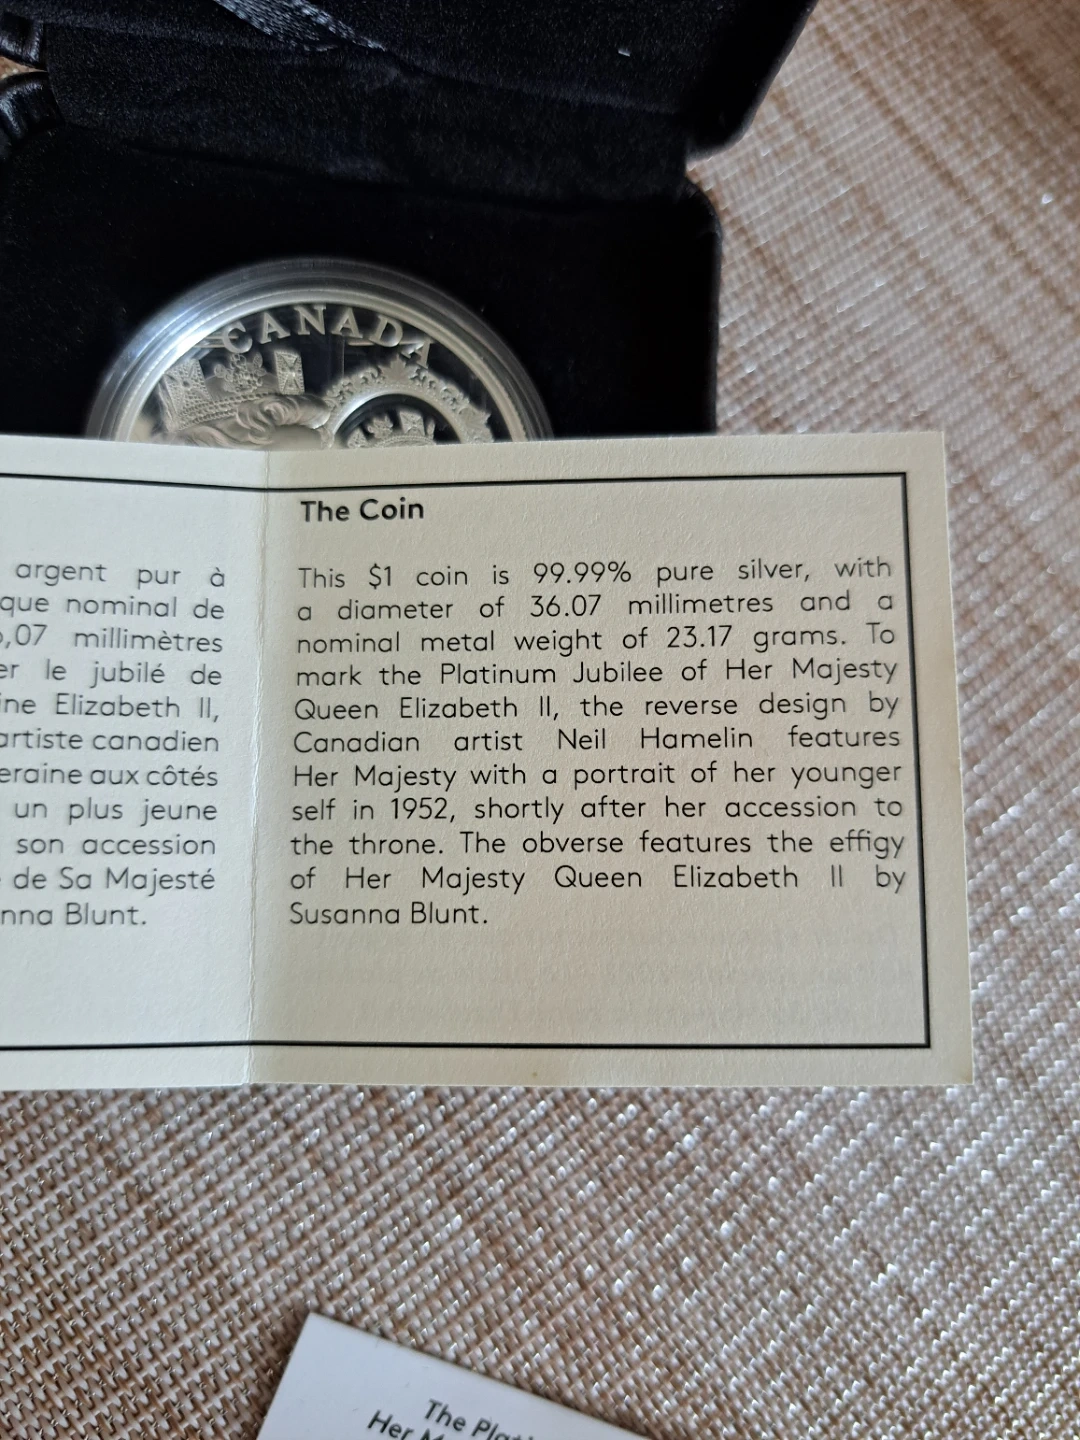 CANADA
argent pur à
que nominal de
,07 millimètres
er le jubilé de
ine Elizabeth II,
artiste canadien
eraine aux côtés
un plus jeune
son accession
de Sa Majesté
nna Blunt.
The Coin
This $1 coin is 99.99% pure silver, with
a diameter of 36.07 millimetres and a
nominal metal weight of 23.17 grams. To
mark the Platinum Jubilee of Her Majesty
Queen Elizabeth II, the reverse design by
Canadian artist Neil Hamelin features
Her Majesty with a portrait of her younger
self in 1952, shortly after her accession to
the throne. The obverse features the effigy
of Her Majesty Queen Elizabeth II by
Susanna Blunt.
The Plati
Her M